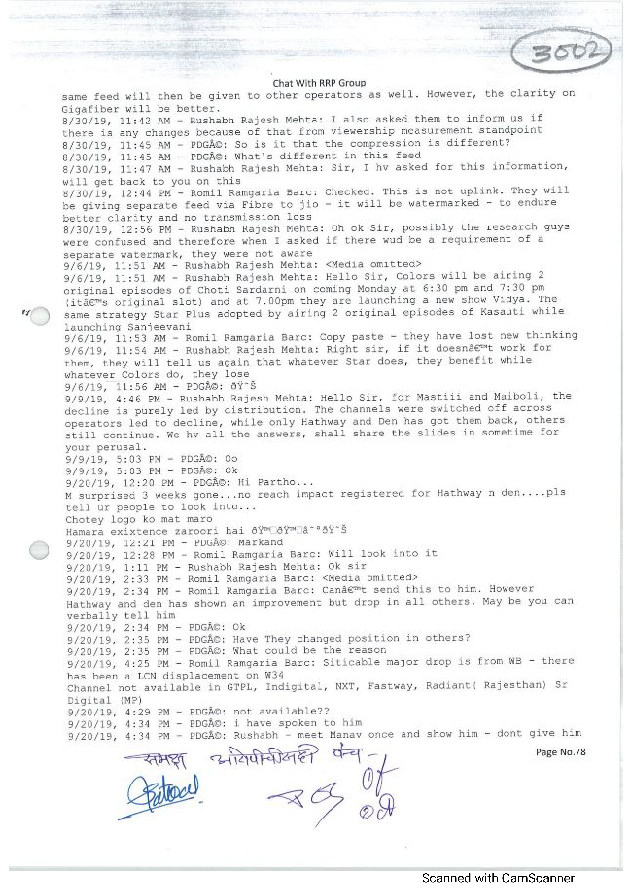 3002
Chat With RRP Group
same feed will then be given to other operators as well. However, the clarity on
Gigafiber will be better.
8/30/19, 11:42 AM - Rushabh Rajesh Mehta: I also asked them to inform us if
there is any changes because of that from viewership measurement standpoint
8/30/19, 11:45 AM - PDGÃ©: So is it that the compression is different?
8/30/19, 11:45 AM - PDGÃ©: What's different in this feed
8/30/19, 11:47 AM - Rushabh Rajesh Mehta: Sir, I hv asked for this information,
will get back to you on this
8/30/19, 12:44 PM - Romil Ramgaria Barc: Checked. This is not uplink. They will
be giving separate feed via Fibre to jio - it will be watermarked - to endure
better clarity and no transmission loss
8/30/19, 12:56 PM - Rushabh Rajesh Mehta: Oh ok Sir, possibly the research guys
were confused and therefore when I asked if there wud be a requirement of a
separate watermark, they were not aware
9/6/19, 11:51 AM - Rushabh Rajesh Mehta: <Media omitted>
9/6/19, 11:51 AM - Rushabh Rajesh Mehta: Hello Sir, Colors will be airing 2
original episodes of Choti Sardarni on coming Monday at 6:30 pm and 7:30 pm
(itâ€™s original slot) and at 7.00pm they are launching a new show Vidya. The
same strategy Star Plus adopted by airing 2 original episodes of Kasauti while
launching Sanjeevani
9/6/19, 11:53 AM - Romil Ramgaria Barc: Copy paste - they have lost new thinking
9/6/19, 11:54 AM - Rushabh Rajesh Mehta: Right sir, if it doesnâ€™t work for
them, they will tell us again that whatever Star does, they benefit while
whatever Colors do, they lose
9/6/19, 11:56 AM - PDGÃ©: ðŸ˜Š
9/9/19, 4:46 PM - Rushabh Rajesh Mehta: Hello Sir, for Mastiii and Maiboli, the
decline is purely led by distribution. The channels were switched off across
operators led to decline, while only Hathway and Den has got them back, others
still continue. We hv all the answers, shall share the slides in sometime for
your perusal.
9/9/19, 5:03 PM - PDGÃ©: Oo
9/9/19, 5:03 PM - PDGÃ©: Ok
9/20/19, 12:20 PM - PDGÃ©: Hi Partho...
M surprised 3 weeks gone...no reach impact registered for Hathway n den....pls
tell ur people to look into...
Chotey logo ko mat maro
Hamara exixtence zaroori hai
9/20/19, 12:21 PM - PDGÃ©: Markand
9/20/19, 12:28 PM - Romil Ramgaria Barc: Will look into it
9/20/19, 1:11 PM - Rushabh Rajesh Mehta: Ok sir
9/20/19, 2:33 PM - Romil Ramgaria Barc: <Media omitted>
9/20/19, 2:34 PM - Romil Ramgaria Barc: Canâ€™t send this to him. However
Hathway and den has shown an improvement but drop in all others. May be you can
verbally tell him
9/20/19, 2:34 PM - PDGÃ©: Ok
9/20/19, 2:35 PM - PDGÃ©: Have They changed position in others?
9/20/19, 2:35 PM - PDGÃ©: What could be the reason
9/20/19, 4:25 PM - Romil Ramgaria Barc: Siticable major drop is from WB - there
has been a LCN displacement on W34
Channel not available in GTPL, Indigital, NXT, Fastway, Radiant( Rajesthan) Sr
Digital (MP)
9/20/19, 4:29 PM - PDGÃ©: not available??
9/20/19, 4:34 PM - PDGÃ©: i have spoken to him
9/20/19, 4:34 PM - PDGÃ©: Rushabh - meet Manav once and show him - dont give him
Page No.78
समक्ष पंच -
Scanned with CamScanner